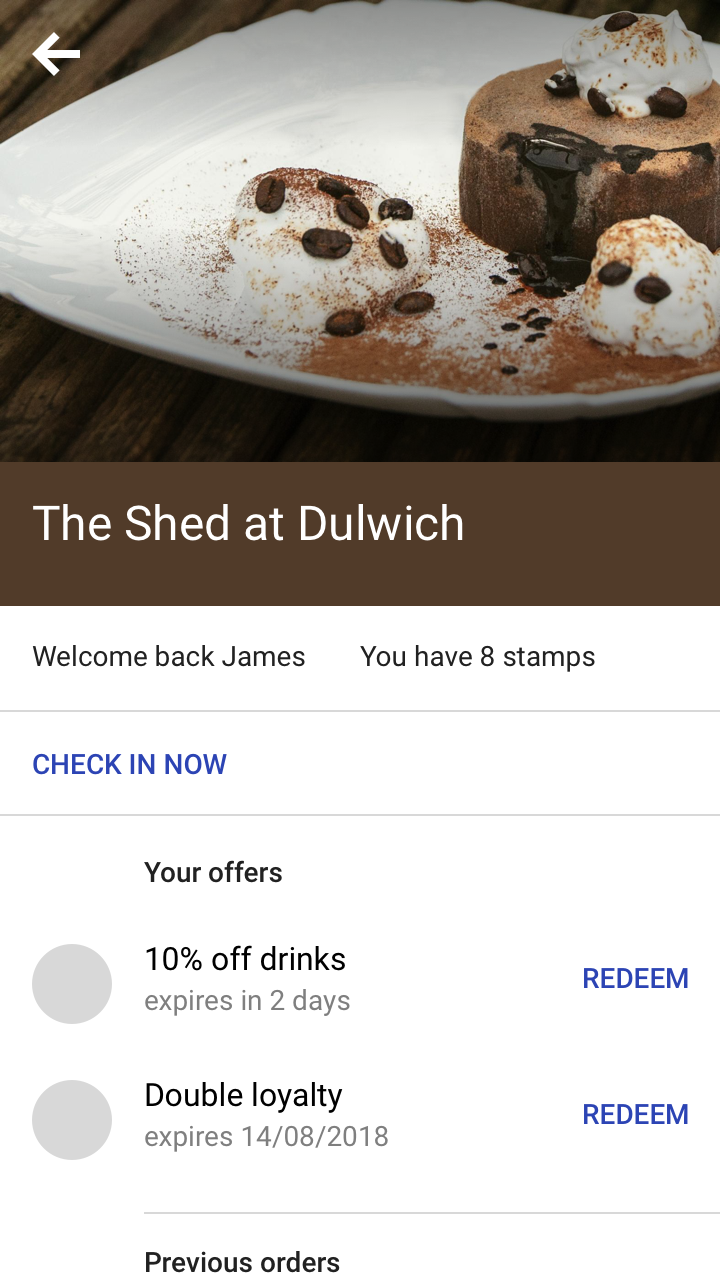 The Shed at Dulwich
Welcome back James You have 8 stamps
CHECK IN NOW
Your offers
10% off drinks
expires in 2 days
REDEEM
Double loyalty
expires 14/08/2018
REDEEM
Previous orders